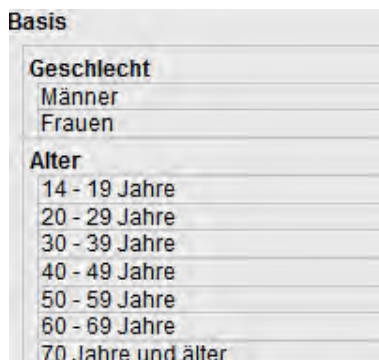 Basis
Geschlecht
Männer
Frauen
Alter
14 - 19 Jahre
20 - 29 Jahre
30 - 39 Jahre
40 - 49 Jahre
50 - 59 Jahre
60 - 69 Jahre
70 Jahre und älter